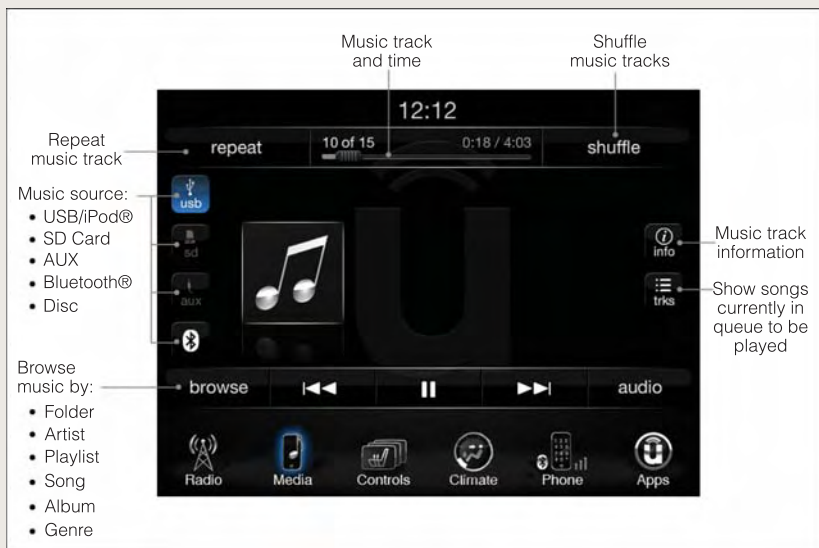 Music track
and time
Shuffle
music tracks
12:12
Repeat
music track
repeat
10 of 15
0:18 / 4:03
shuffle
Music source:
• USB/iPod®
• SD Card
• AUX
• Bluetooth®
• Disc
usb
sd
aux
info
trks
Music track
information
Show songs
currently in
queue to be
played
Browse
music by:
• Folder
• Artist
• Playlist
• Song
• Album
• Genre
browse
audio
Radio
Media
Controls
Climate
Phone
Apps